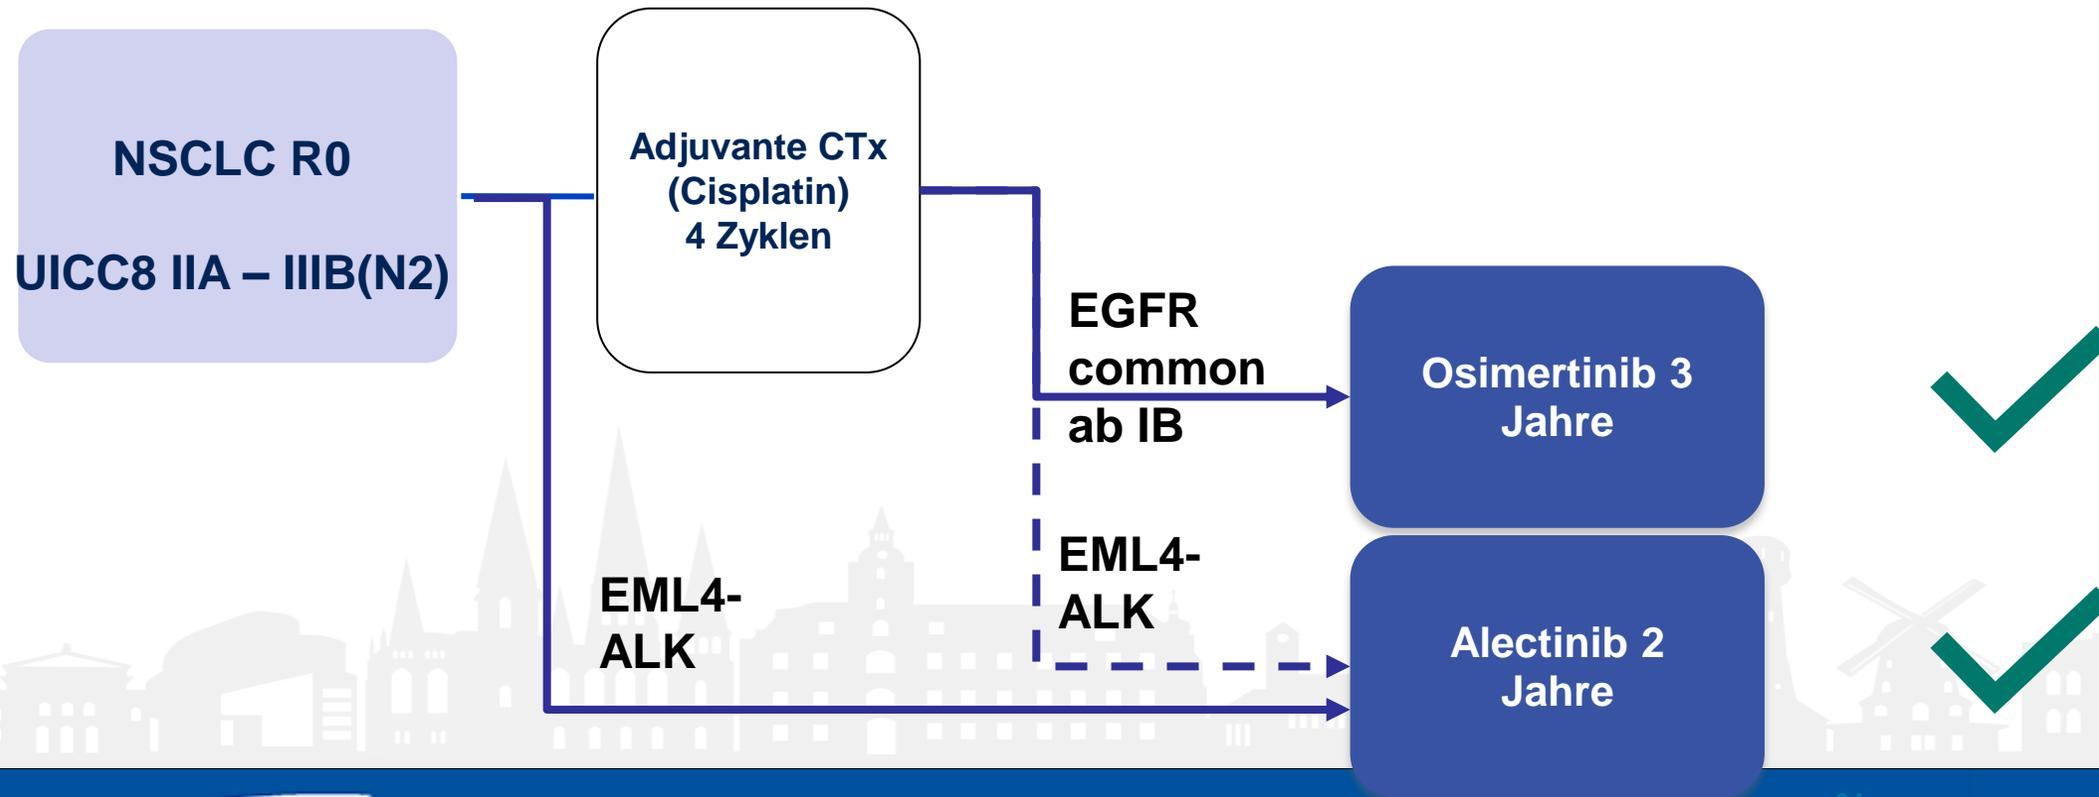 NSCLC R0
UICC8 IIA – IIIB(N2)
Adjuvante CTx
(Cisplatin)
4 Zyklen
EGFR
common
ab IB
Osimertinib 3
Jahre
EML4-
ALK
EML4-
ALK
Alectinib 2
Jahre